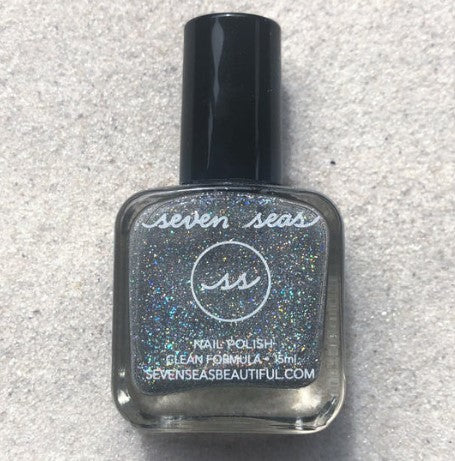 seven seas
ss
NAIL POLISH
CLEAN FORMULA - 15ml
SEVENSEASBEAUTIFUL.COM